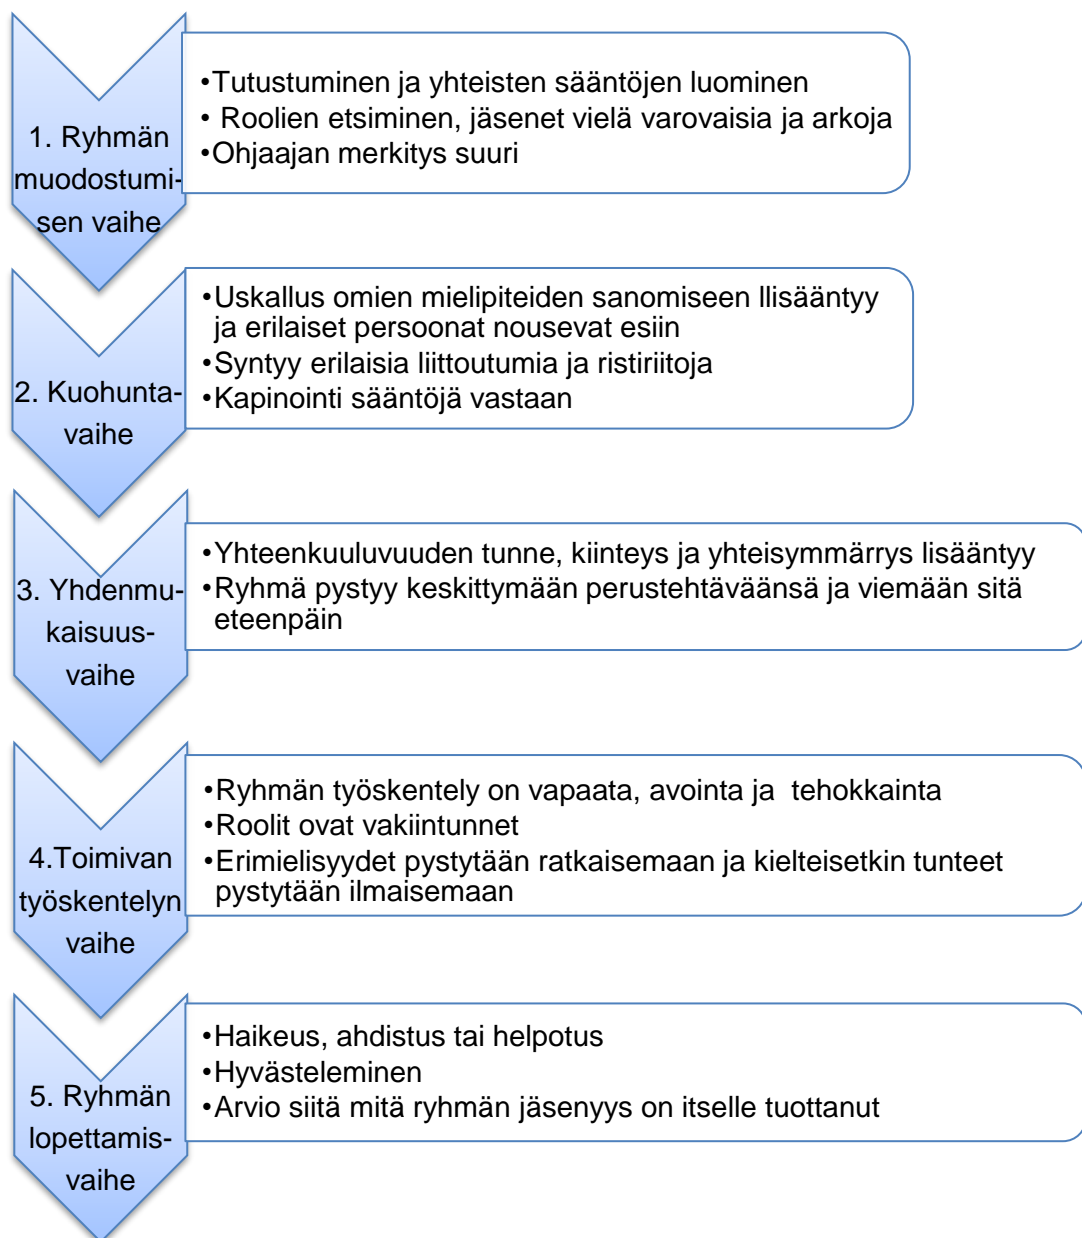 1. Ryhmän
muodostumi-
sen vaihe
•Tutustuminen ja yhteisten sääntöjen luominen
• Roolien etsiminen, jäsenet vielä varovaisia ja arkoja
•Ohjaajan merkitys suuri
2. Kuohunta-
vaihe
•Uskallus omien mielipiteiden sanomiseen llisääntyy
ja erilaiset persoonat nousevat esiin
•Syntyy erilaisia liittoutumia ja ristiriitoja
•Kapinointi sääntöjä vastaan
3. Yhdenmu-
kaisuus-
vaihe
•Yhteenkuuluvuuden tunne, kiinteys ja yhteisymmärrys lisääntyy
•Ryhmä pystyy keskittymään perustehtäväänsä ja viemään sitä
eteenpäin
4.Toimivan
työskentelyn
vaihe
•Ryhmän työskentely on vapaata, avointa ja  tehokkainta
•Roolit ovat vakiintunnet
•Erimielisyydet pystytään ratkaisemaan ja kielteisetkin tunteet
pystytään ilmaisemaan
5. Ryhmän
lopettamis-
vaihe
•Haikeus, ahdistus tai helpotus
•Hyvästeleminen
•Arvio siitä mitä ryhmän jäsenyys on itselle tuottanut